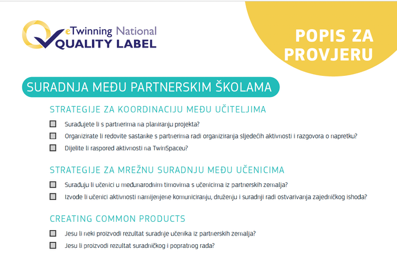 eTwinning National
QUALITY LABEL
POPIS ZA
PROVJERU
SURADNJA MEĐU PARTNERSKIM ŠKOLAMA
STRATEGIJE ZA KOORDINACIJU MEĐU UČITELJIMA
Surađujete li s partnerima na planiranju projekta?
Organizirate li redovite sastanke s partnerima radi organiziranja sljedećih aktivnosti i razgovora o napretku?
Dijelite li raspored aktivnosti na TwinSpaceu?
STRATEGIJE ZA MREŽNU SURADNJU MEĐU UČENICIMA
Surađuju li učenici u međunarodnim timovima s učenicima iz partnerskih zemalja?
Izvode li učenici aktivnosti namijenjene komuniciranju, druženju i suradnji radi ostvarivanja zajedničkog ishoda?
CREATING COMMON PRODUCTS
Jesu li neki proizvodi rezultat suradnje učenika iz partnerskih zemalja?
Jesu li proizvodi rezultat suradničkog i popratnog rada?